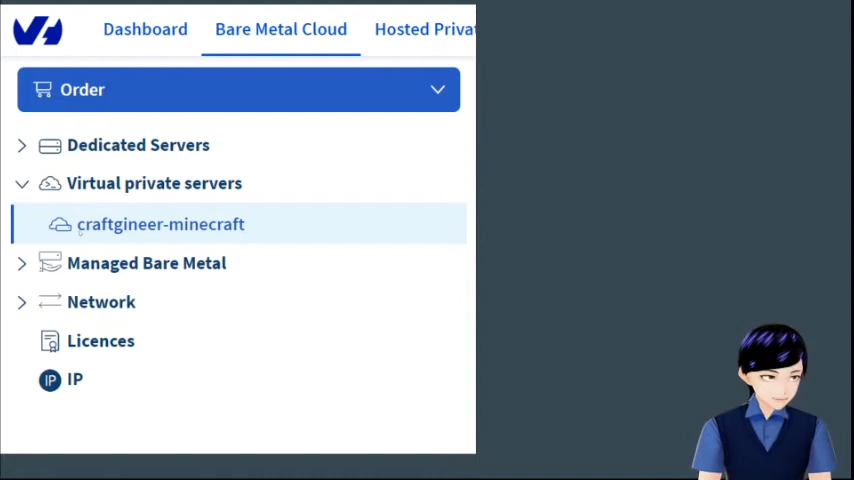 Dashboard Bare Metal Cloud Hosted Privat
Order
Dedicated Servers
Virtual private servers
craftgineer-minecraft
Managed Bare Metal
Network
Licences
IP IP